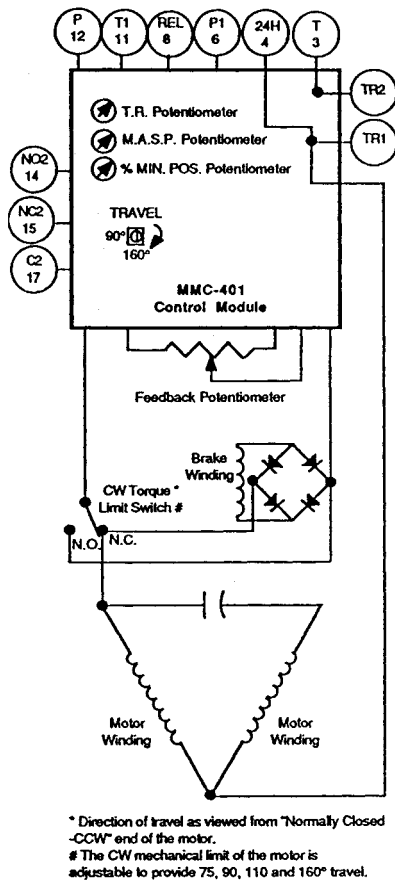 P 12
T1 11
REL 8
P1 6
24H 4
T 3
TR2
TR1
T.R. Potentiometer
M.A.S.P. Potentiometer
% MIN. POS. Potentiometer
NO2 14
NC2 15
C2 17
TRAVEL
90°
160°
MMC-401
Control Module
Feedback Potentiometer
Brake
Winding
CW Torque *
Limit Switch #
N.O.
N.C.
Motor
Winding
Motor
Winding
* Direction of travel as viewed from "Normally Closed
-CCW" end of the motor.
# The CW mechanical limit of the motor is
adjustable to provide 75, 90, 110 and 160° travel.